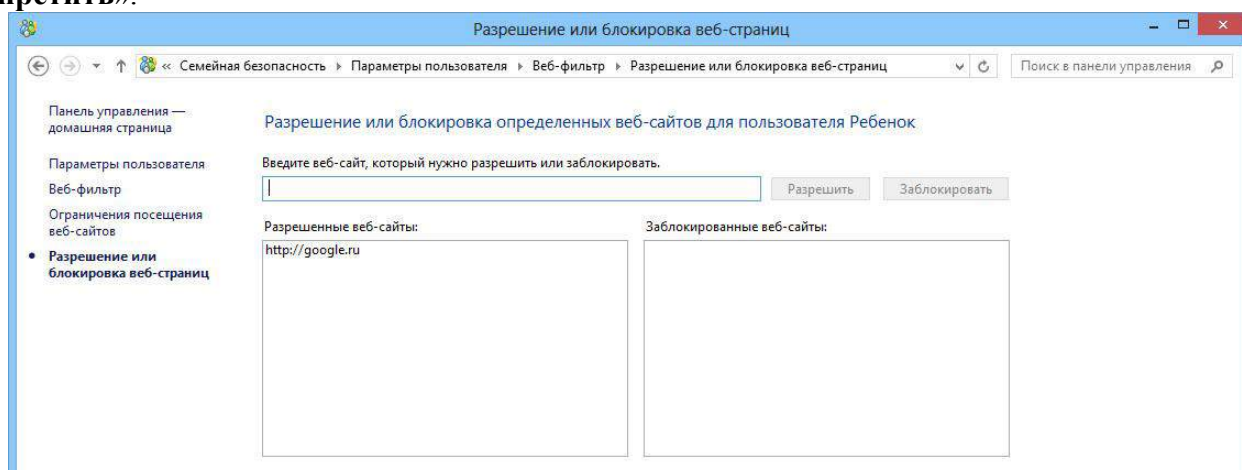 Разрешение или блокировка веб-страниц
« Семейная безопасность ▸ Параметры пользователя ▸ Веб-фильтр ▸ Разрешение или блокировка веб-страниц
Поиск в панели управления
Панель управления —
домашняя страница
Параметры пользователя
Веб-фильтр
Ограничения посещения
веб-сайтов
• Разрешение или
блокировка веб-страниц
Разрешение или блокировка определенных веб-сайтов для пользователя Ребенок
Введите веб-сайт, который нужно разрешить или заблокировать.
Разрешить Заблокировать
Разрешенные веб-сайты: Заблокированные веб-сайты:
http://google.ru